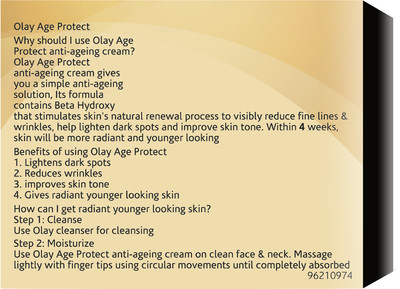 Olay Age Protect
Why should I use Olay Age
Protect anti-ageing cream?
Olay Age Protect
anti-ageing cream gives
you a simple anti-ageing
solution, Its formula
contains Beta Hydroxy
that stimulates skin's natural renewal process to visibly reduce fine lines &
wrinkles, help lighten dark spots and improve skin tone. Within 4 weeks,
skin will be more radiant and younger looking
Benefits of using Olay Age Protect
1. Lightens dark spots
2. Reduces wrinkles
3. improves skin tone
4. Gives radiant younger looking skin
How can I get radiant younger looking skin?
Step 1: Cleanse
Use Olay cleanser for cleansing
Step 2: Moisturize
Use Olay Age Protect anti-ageing cream on clean face & neck. Massage
lightly with finger tips using circular movements until completely absorbed
96210974